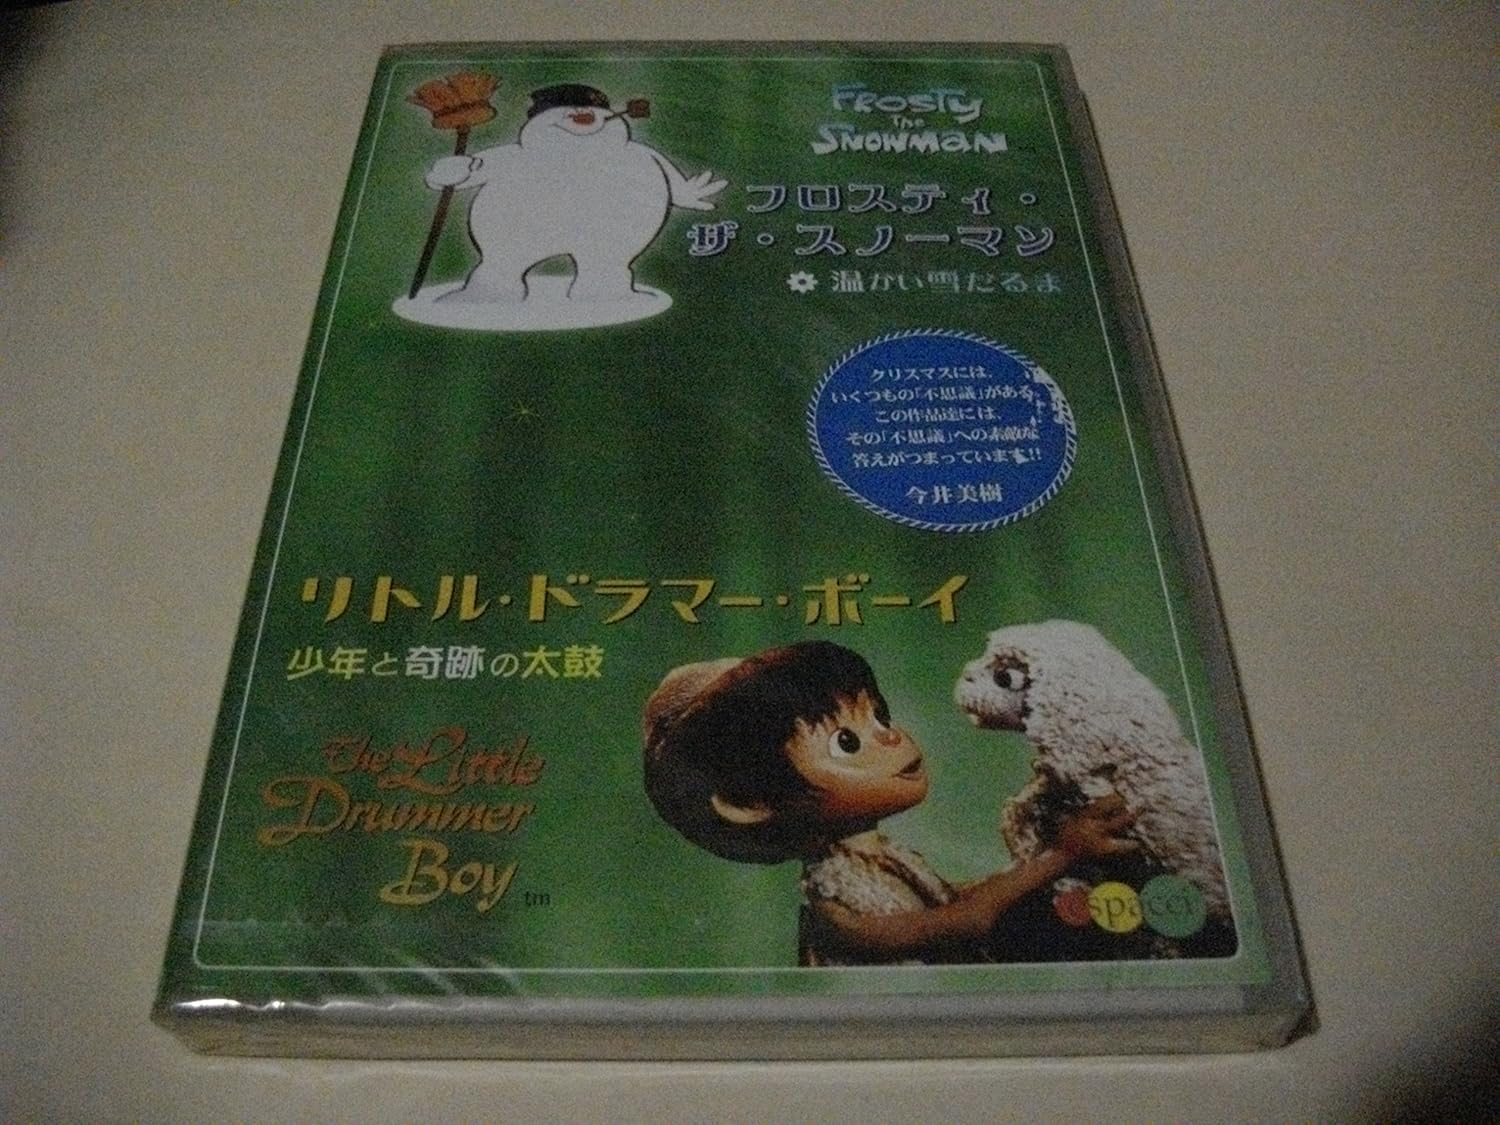 FROSTY
THE
SNOWMAN
フロスティ・
ザ・スノーマン
温かい雪だるま
クリスマスには、
いくつもの「不思議」がある。
この作品達には、
その「不思議」への素敵な
答えがつまっています!!
今井美樹
リトル・ドラマー・ボーイ
少年と奇跡の太鼓
The Little
Drummer
Boy
tm